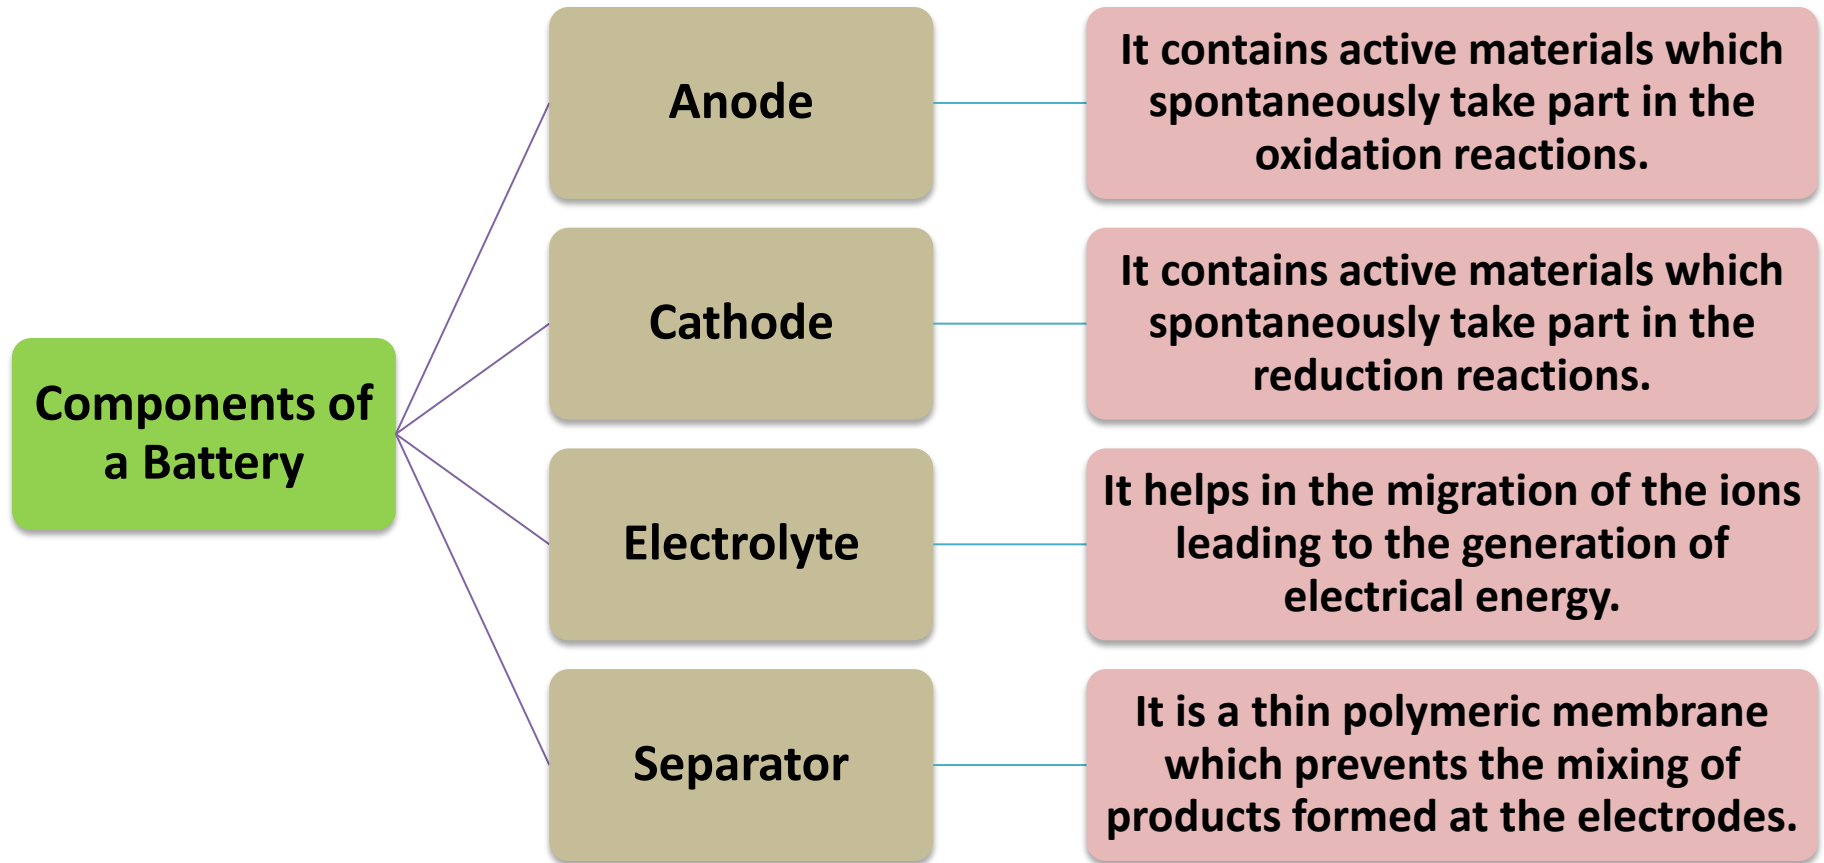 Components of
a Battery
Anode
It contains active materials which
spontaneously take part in the
oxidation reactions.
Cathode
It contains active materials which
spontaneously take part in the
reduction reactions.
Electrolyte
It helps in the migration of the ions
leading to the generation of
electrical energy.
Separator
It is a thin polymeric membrane
which prevents the mixing of
products formed at the electrodes.